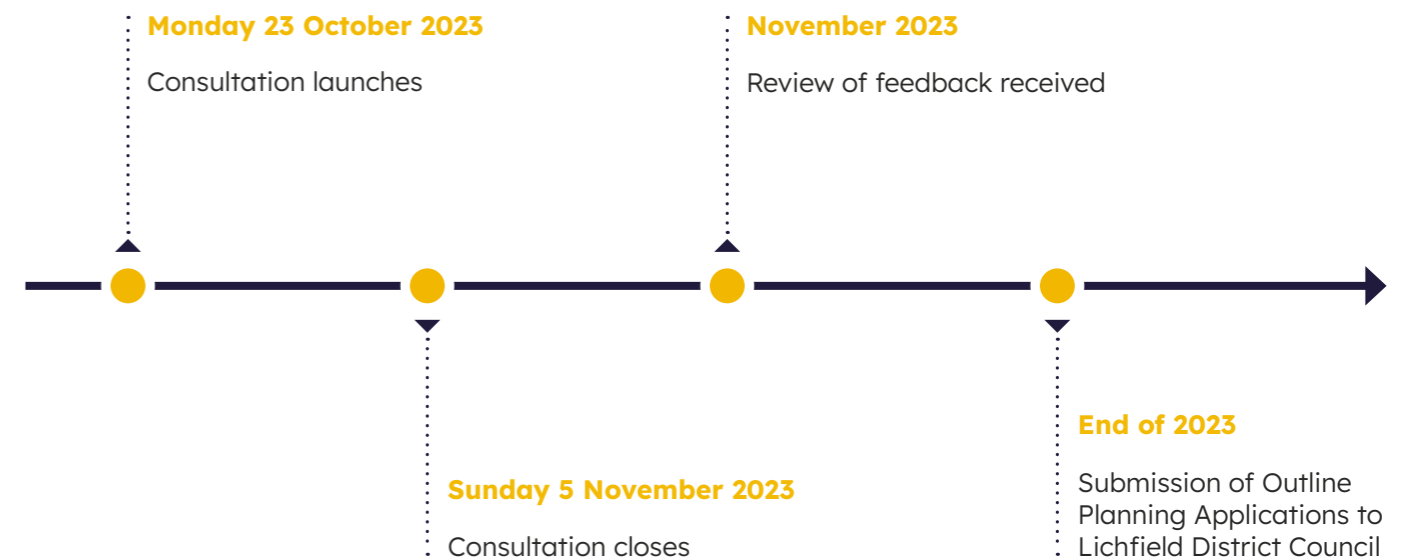 Monday 23 October 2023
Consultation launches
November 2023
Review of feedback received
Sunday 5 November 2023
Consultation closes
End of 2023
Submission of Outline
Planning Applications to
Lichfield District Council